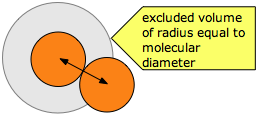 excluded volume
of radius equal to
molecular
diameter